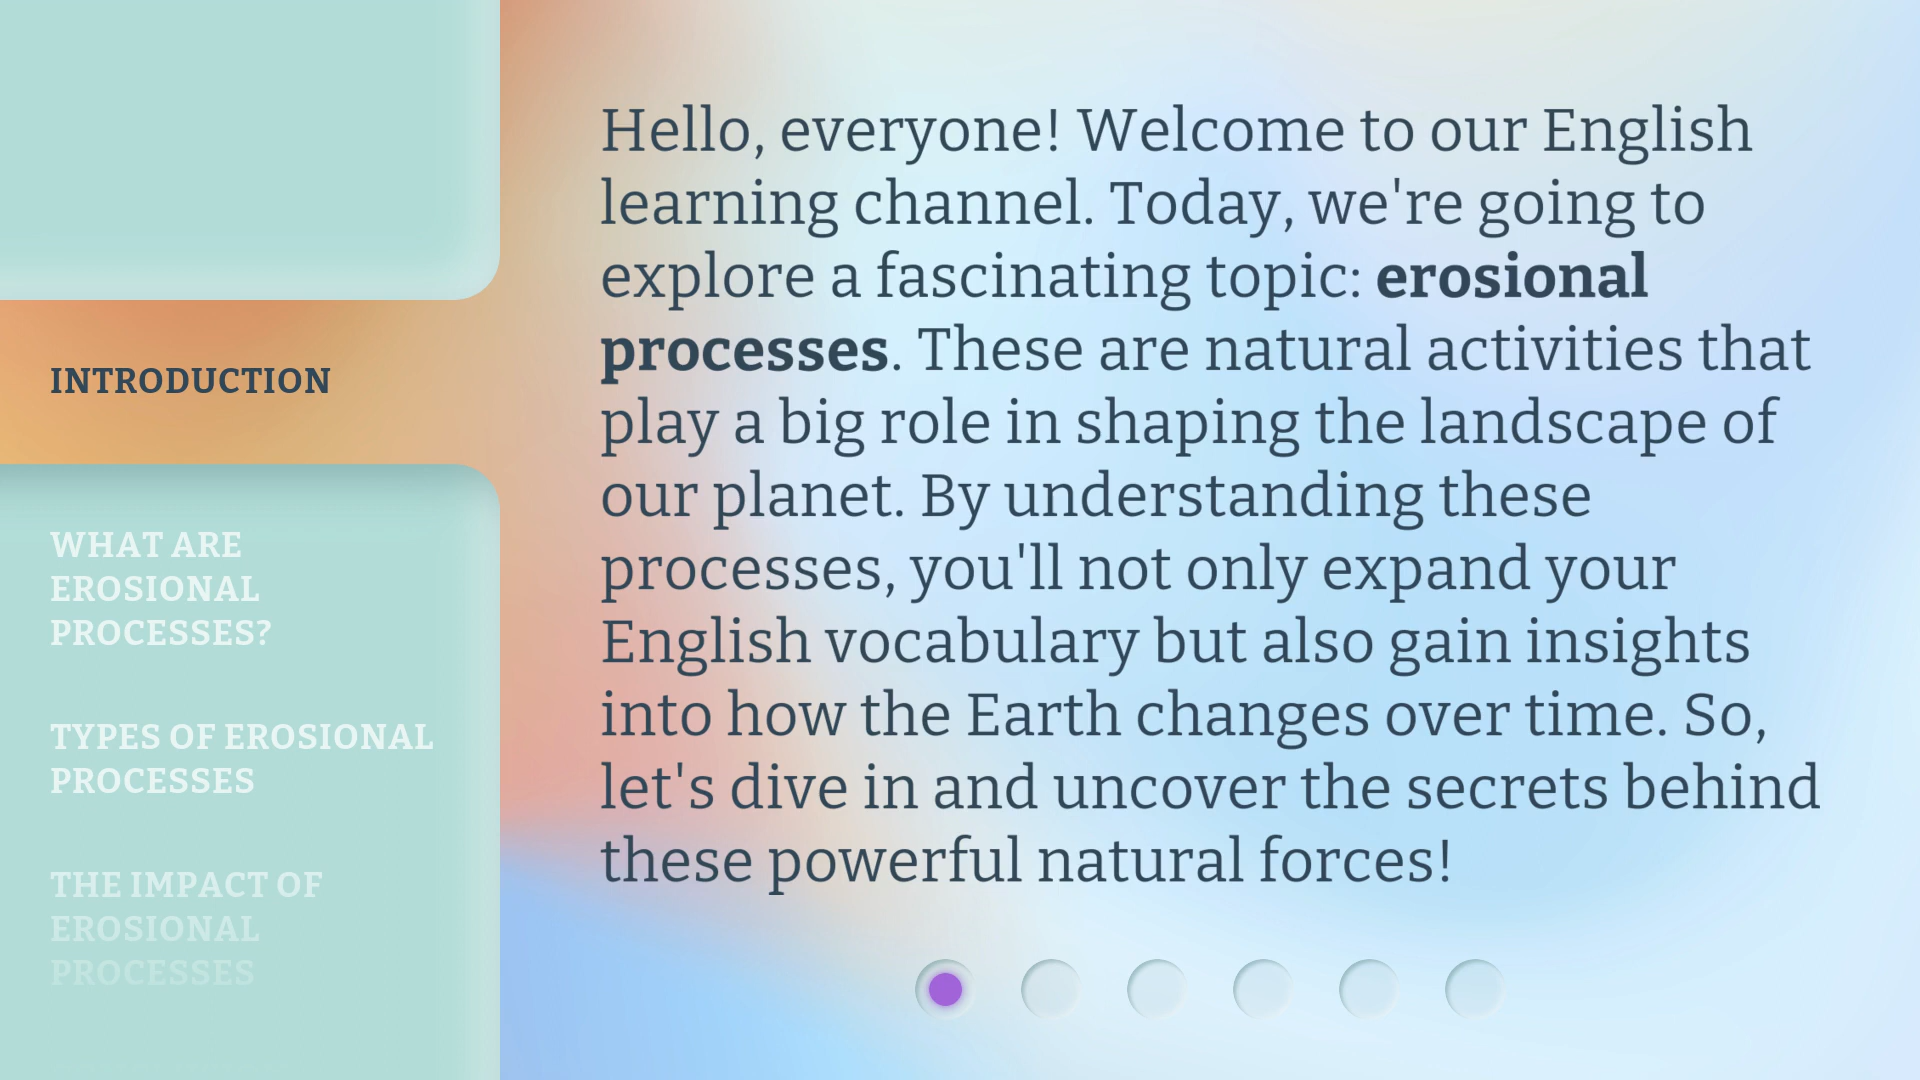 INTRODUCTION
WHAT ARE
EROSIONAL
PROCESSES?
TYPES OF EROSIONAL
PROCESSES
THE IMPACT OF
EROSIONAL
PROCESSES
Hello, everyone! Welcome to our English
learning channel. Today, we're going to
explore a fascinating topic: erosional
processes. These are natural activities that
play a big role in shaping the landscape of
our planet. By understanding these
processes, you'll not only expand your
English vocabulary but also gain insights
into how the Earth changes over time. So,
let's dive in and uncover the secrets behind
these powerful natural forces!